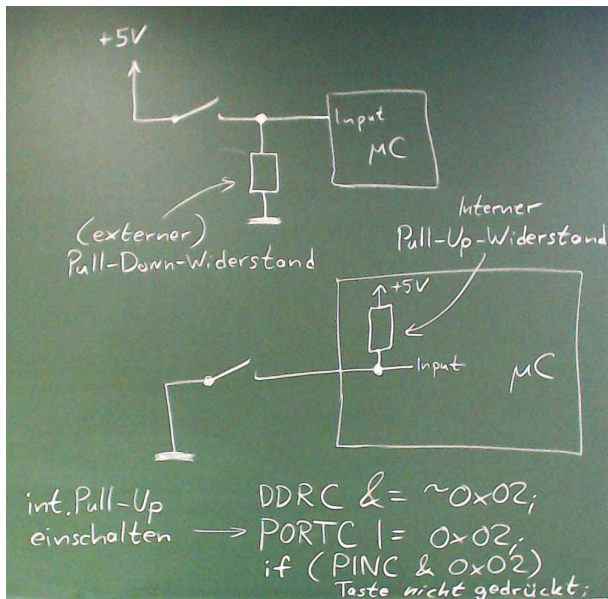 +5V
Input
μC
(externer)
Pull-Down-Widerstand
Interner
Pull-Up-Widerstand
+5V
Input
μC
int. Pull-Up
einschalten
DDRC &= ~0x02;
PORTC |= 0x02;
if (PINC & 0x02)
Taste nicht gedrückt;